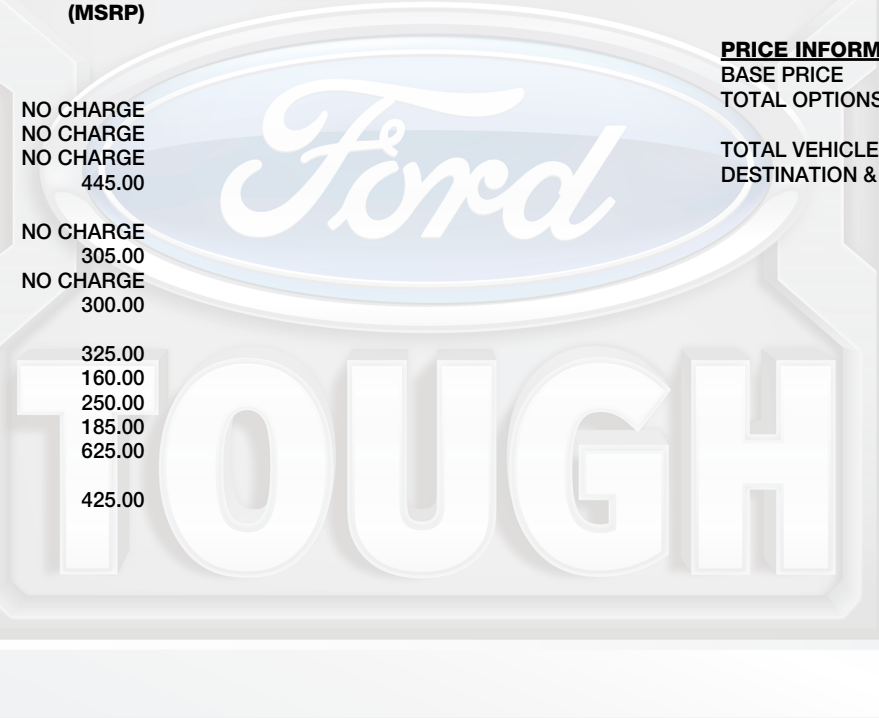 (MSRP)
NO CHARGE
NO CHARGE
NO CHARGE
445.00
NO CHARGE
305.00
NO CHARGE
300.00
325.00
160.00
250.00
185.00
625.00
425.00
PRICE INFORM
BASE PRICE
TOTAL OPTIONS
TOTAL VEHICLE
DESTINATION &
Ford
TOUGH